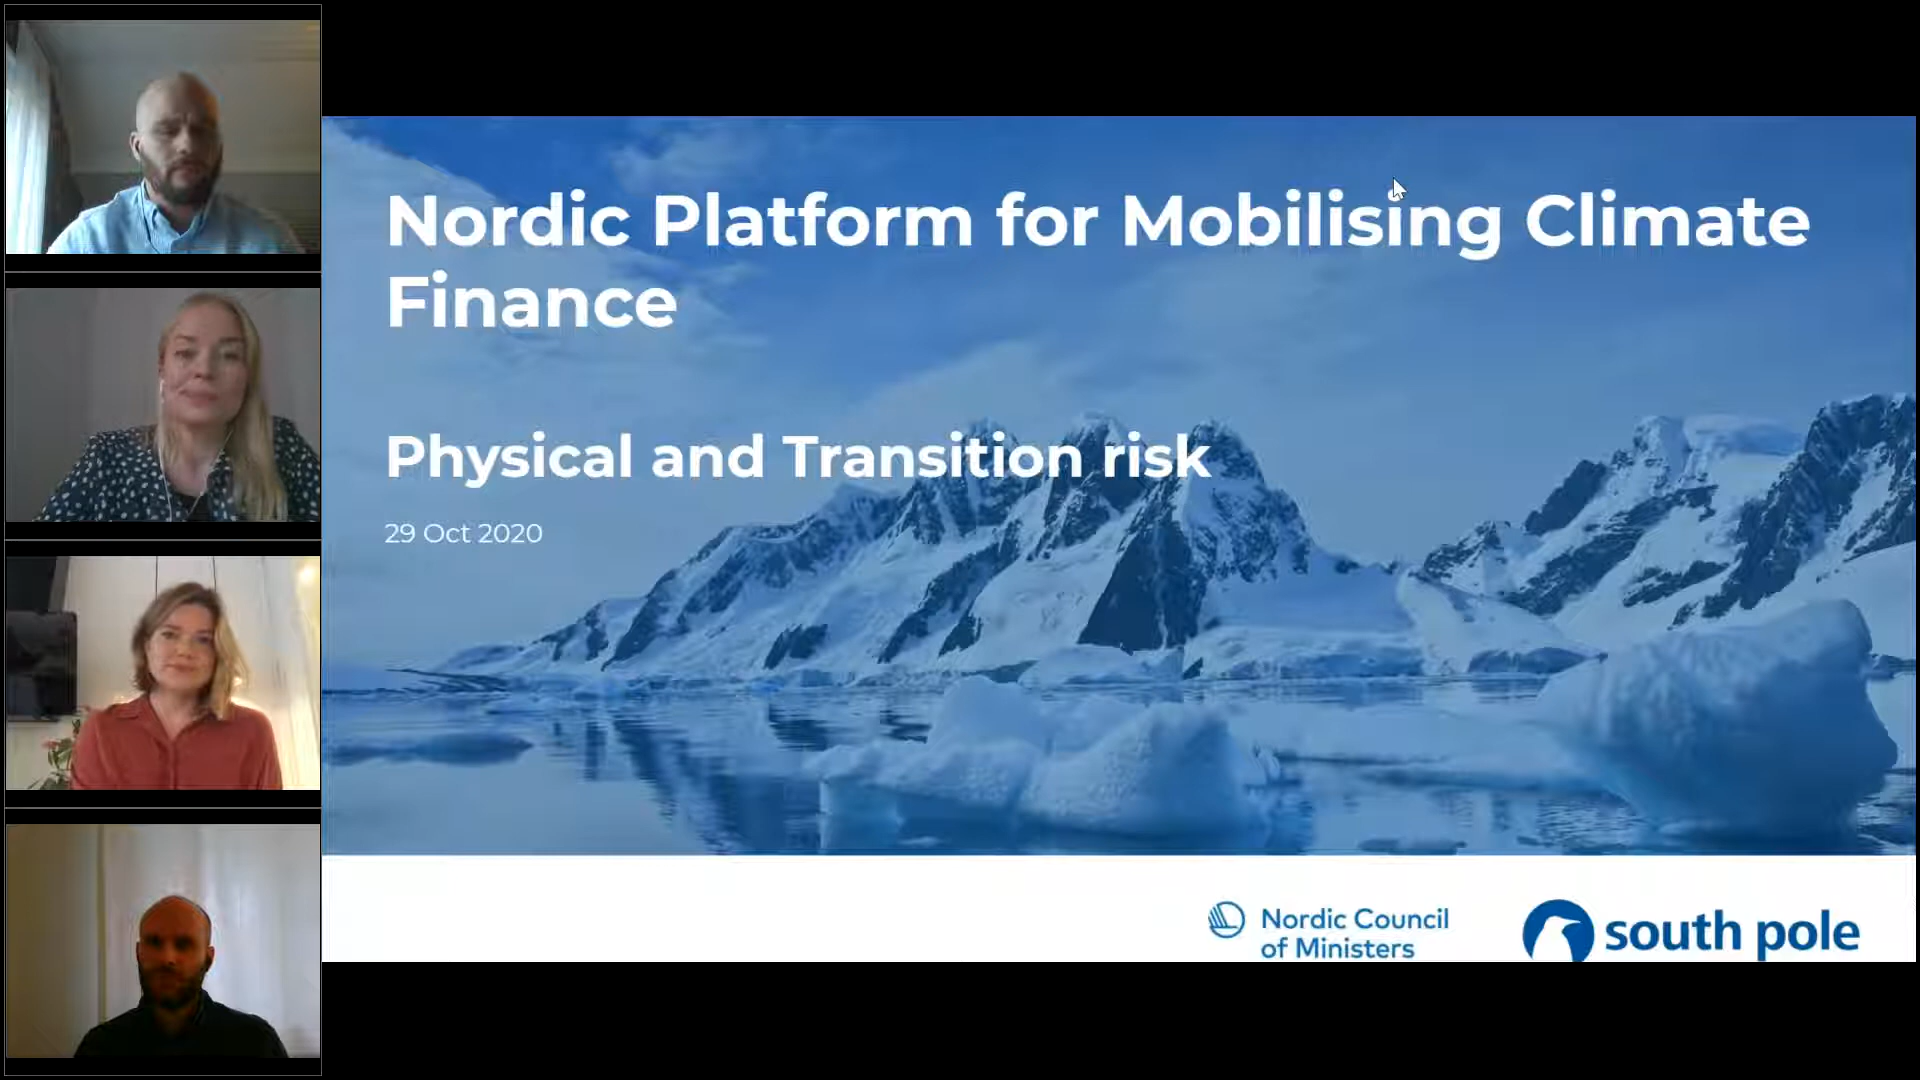 Nordic Platform for Mobilising Climate
Finance
Physical and Transition risk
29 Oct 2020
Nordic Council
of Ministers
south pole